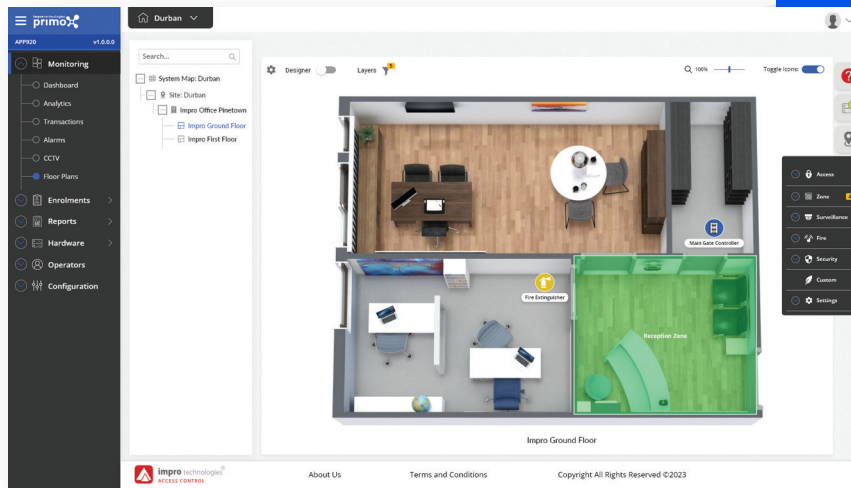 Impro technologies
primo
Durban
APP920 v1.0.0.0
Monitoring
Dashboard
Analytics
Transactions
Alarms
CCTV
Floor Plans
Enrolments
Reports
Hardware
Operators
Configuration
Search...
System Map: Durban
Site: Durban
Impro Office Pinetown
Impro Ground Floor
Impro First Floor
Designer
Layers
5
100%
Toggle Icons:
?
Main Gate Controller
Fire Extinguisher
Reception Zone
Impro Ground Floor
Access
Zone
Surveillance
Fire
Security
Custom
Settings
impro technologies®
ACCESS CONTROL
About Us
Terms and Conditions
Copyright All Rights Reserved ©2023